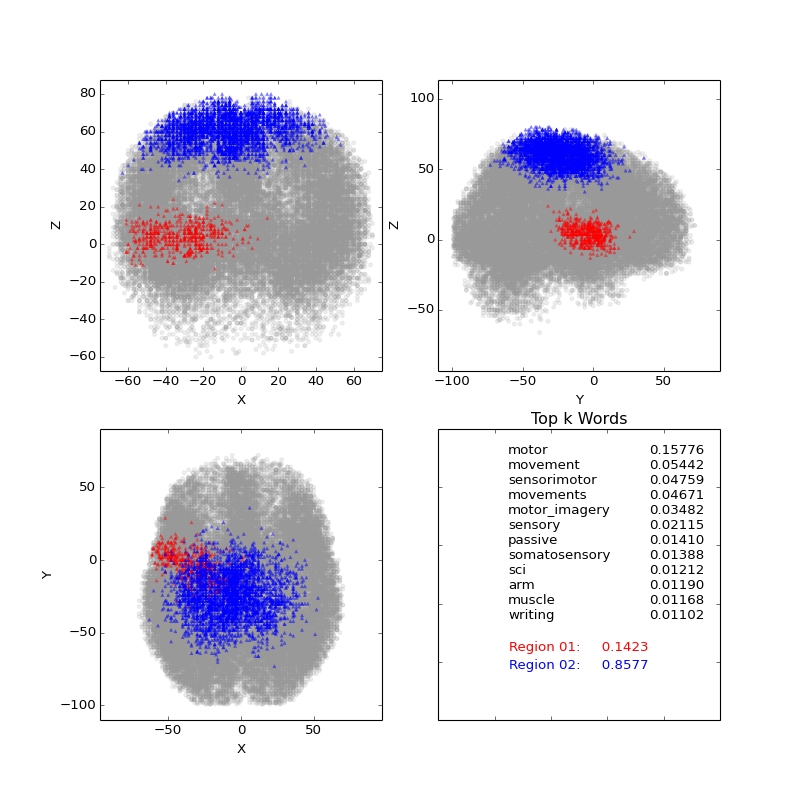 80
60
40
20
0
−20
−40
−60
Z
−60 −40 −20 0 20 40 60
X
100
50
0
−50
Z
−100 −50 0 50
Y
50
0
−50
−100
Y
−50 0 50
X
Top k Words
motor 0.15776
movement 0.05442
sensorimotor 0.04759
movements 0.04671
motor_imagery 0.03482
sensory 0.02115
passive 0.01410
somatosensory 0.01388
sci 0.01212
arm 0.01190
muscle 0.01168
writing 0.01102
Region 01: 0.1423
Region 02: 0.8577